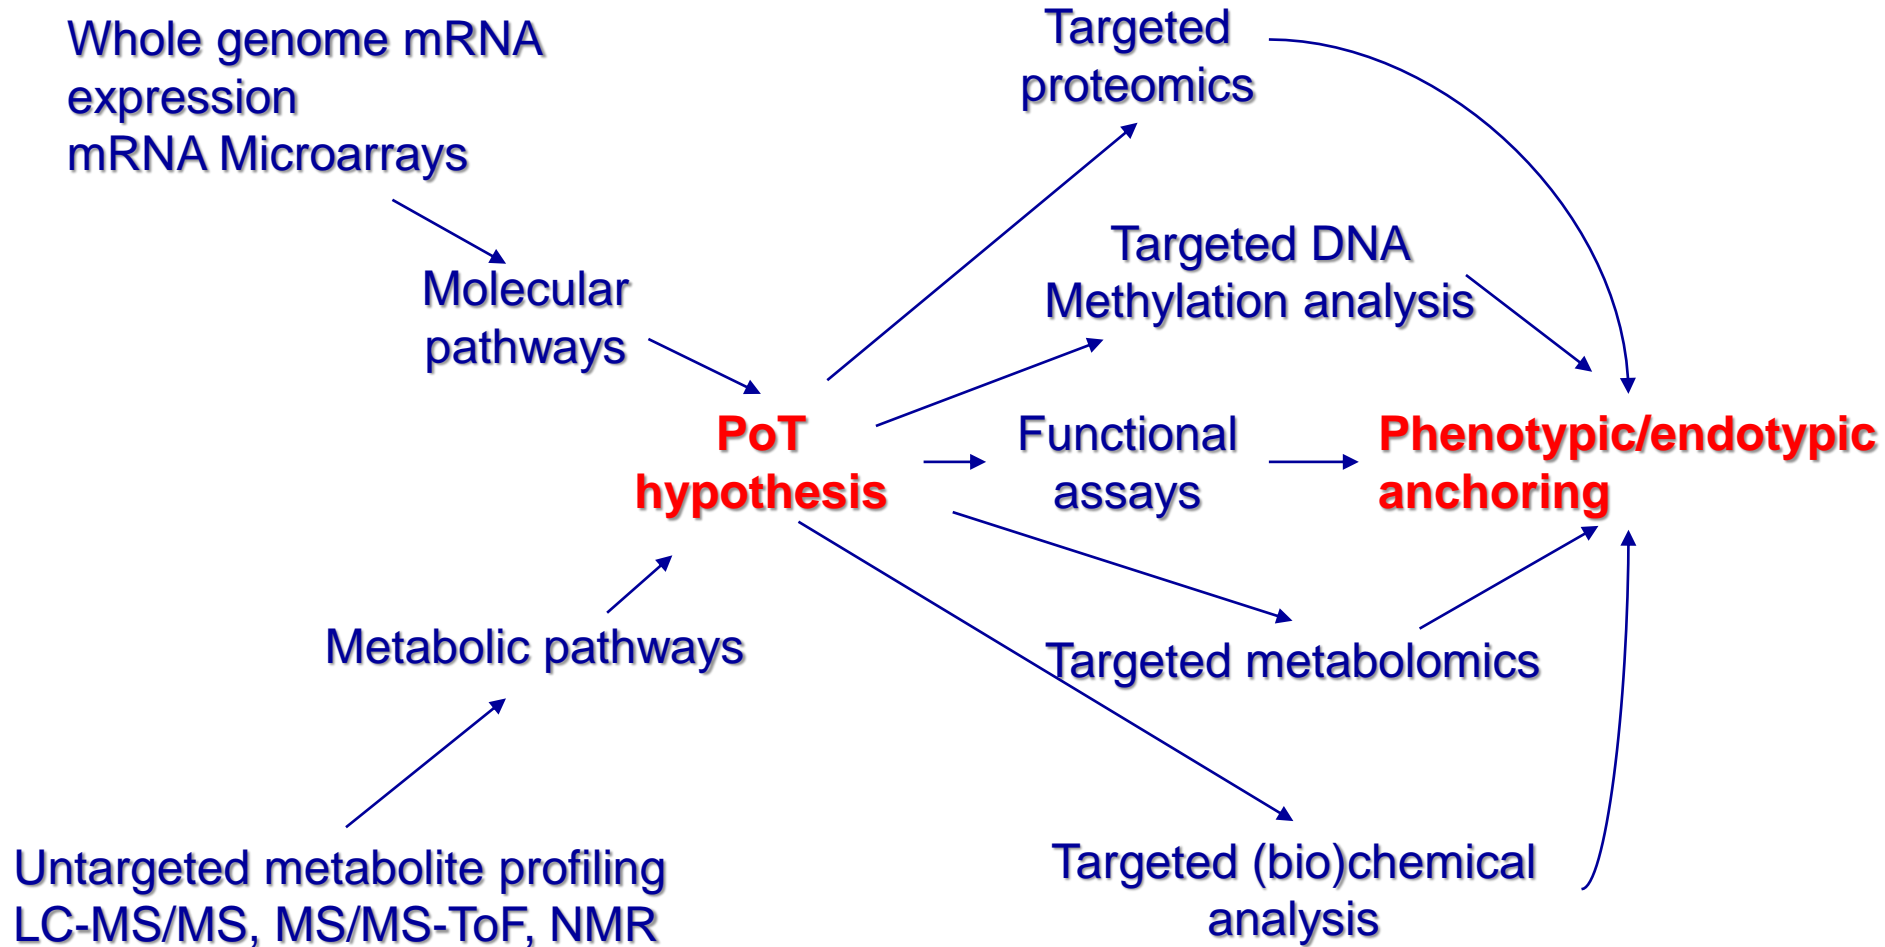 Whole genome mRNA
expression
mRNA Microarrays
Targeted
proteomics
Targeted DNA
Methylation analysis
Molecular
pathways
PoT
hypothesis
Functional
assays
Phenotypic/endotypic
anchoring
Metabolic pathways
Targeted metabolomics
Untargeted metabolite profiling
LC-MS/MS, MS/MS-ToF, NMR
Targeted (bio)chemical
analysis